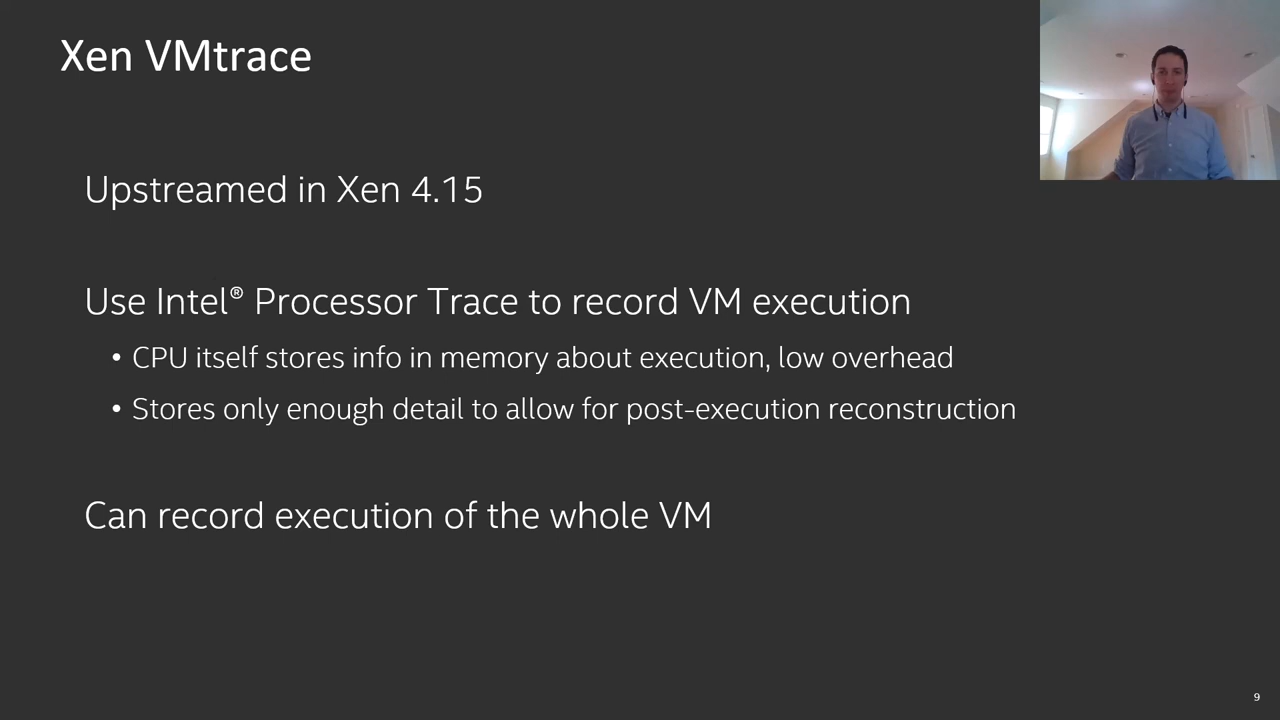 Xen VMtrace
Upstreamed in Xen 4.15
Use Intel® Processor Trace to record VM execution
• CPU itself stores info in memory about execution, low overhead
• Stores only enough detail to allow for post-execution reconstruction
Can record execution of the whole VM
9